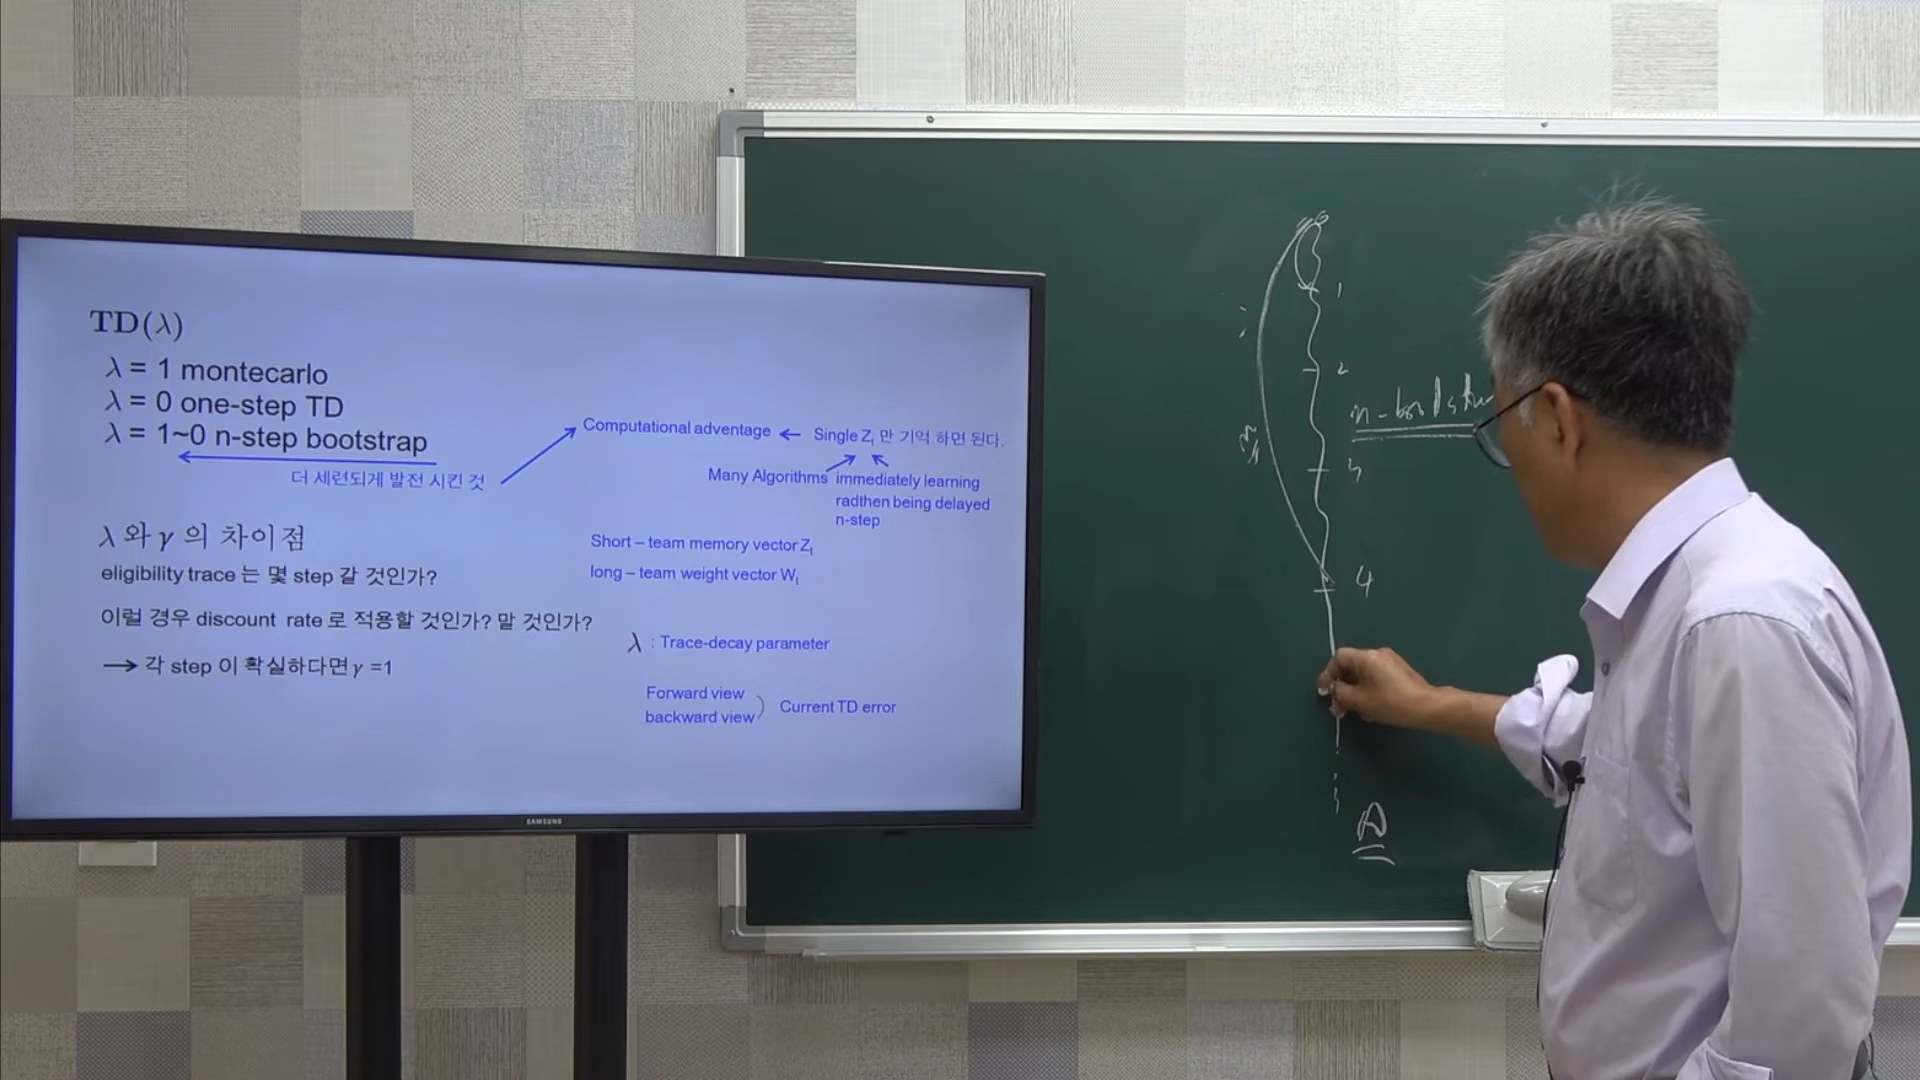 TD(λ)
λ = 1 montecarlo
λ = 0 one-step TD
λ = 1~0 n-step bootstrap
더 세련되게 발전 시킨 것
Computational adventage ← Single Zt 만 기억 하면 된다.
Many Algorithms
immediately learning
radthen being delayed
n-step
λ 와 γ 의 차이점
eligibility trace 는 몇 step 갈 것인가?
이럴 경우 discount rate 로 적용할 것인가? 말 것인가?
→ 각 step 이 확실하다면 γ =1
Short – team memory vector Zt
long – team weight vector Wt
λ : Trace-decay parameter
Forward view
backward view
) Current TD error
SAMSUNG
1
2
3
4
n-
A